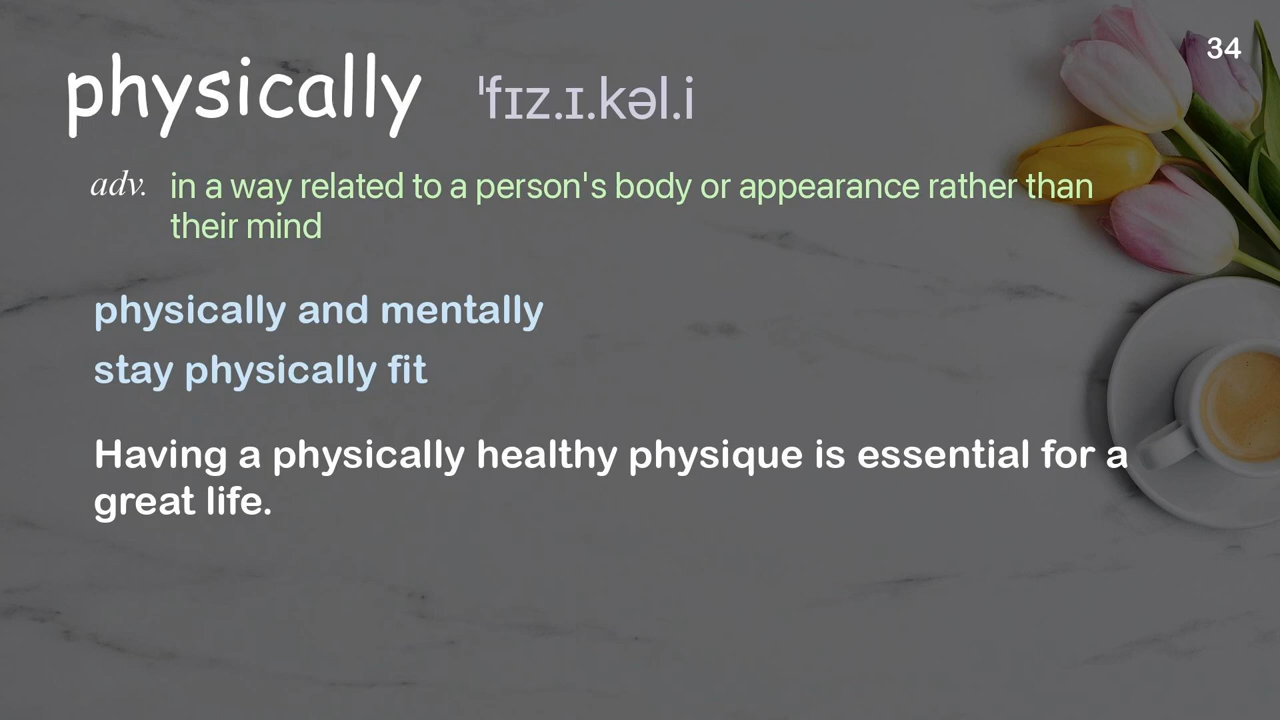 34
physically ˈfɪz.ɪ.kəl.i
adv. in a way related to a person's body or appearance rather than
their mind
physically and mentally
stay physically fit
Having a physically healthy physique is essential for a
great life.